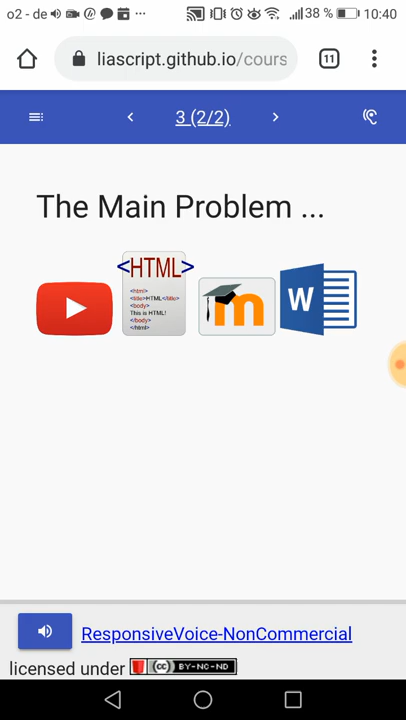 o2 - de ... 38 % 10:40
liascript.github.io/cours 11
3 (2/2)
The Main Problem ...
<HTML>
<html>
<title>HTML</title>
<body>
This is HTML!
</body>
</html>
m
W
ResponsiveVoice-NonCommercial
licensed under cc BY-NC-ND